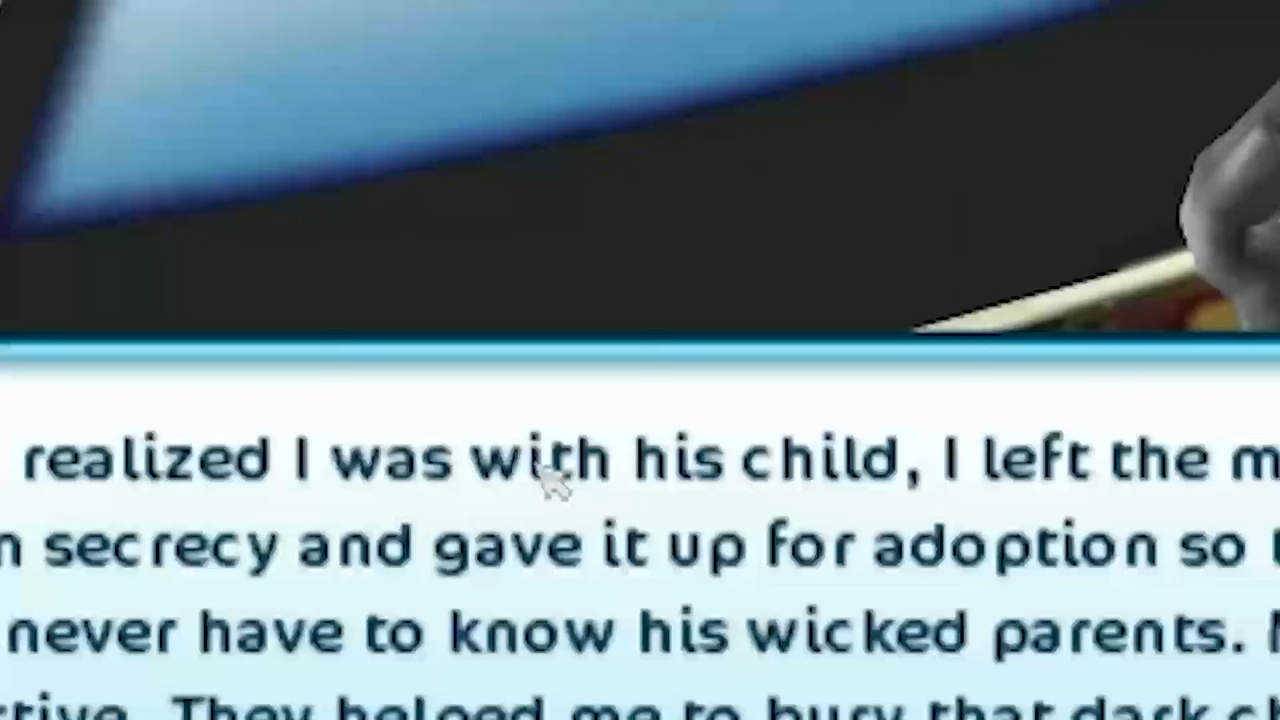 realized I was with his child, I left the
secrecy and gave it up for adoption so
never have to know his wicked parents.
They helped me to bury that dark